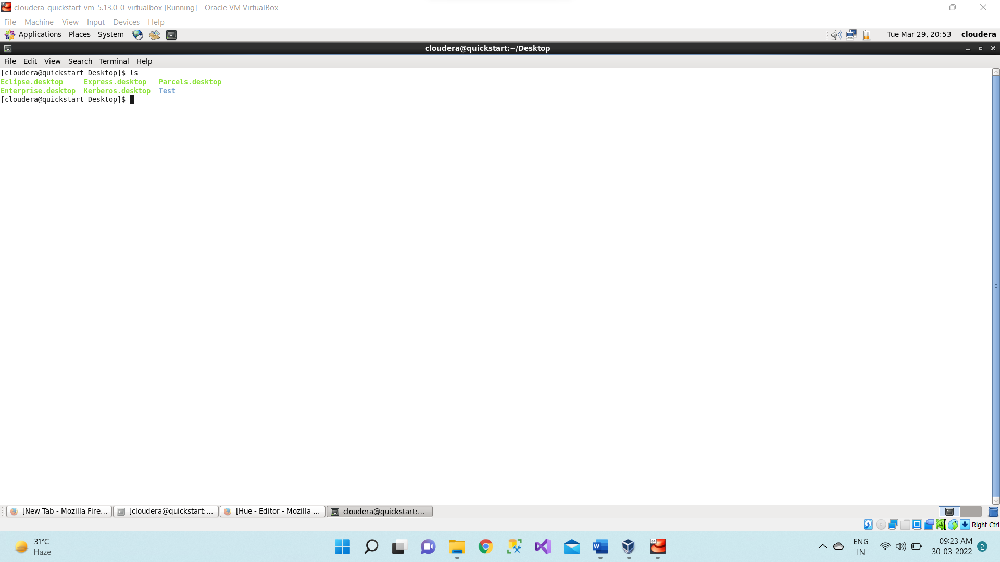 cloudera-quickstart-vm-5.13.0-0-virtualbox [Running] - Oracle VM VirtualBox
File Machine View Input Devices Help
Applications Places System Tue Mar 29, 20:53 cloudera
cloudera@quickstart:~/Desktop
File Edit View Search Terminal Help
[cloudera@quickstart Desktop]$ ls
Eclipse.desktop Express.desktop Parcels.desktop
Enterprise.desktop Kerberos.desktop Test
[cloudera@quickstart Desktop]$
[New Tab - Mozilla Fire... [cloudera@quickstart:... [Hue - Editor - Mozilla ... cloudera@quickstart:...
Right Ctrl
31°C
Haze
ENG
IN
09:23 AM
30-03-2022
2